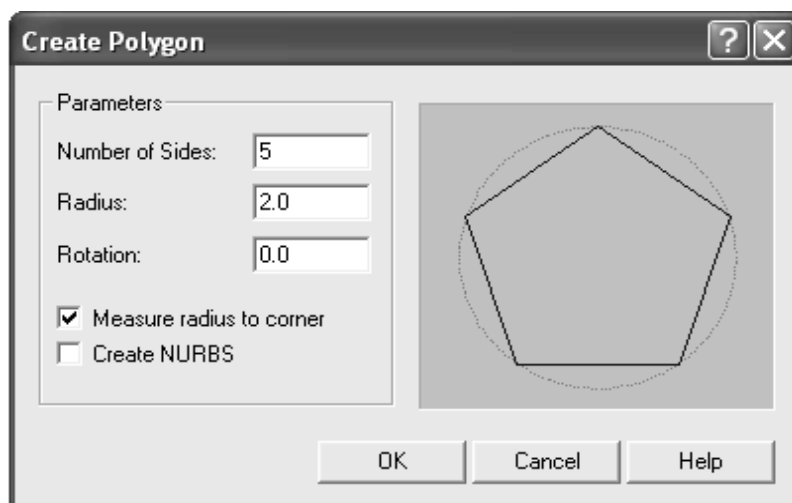 Create Polygon
Parameters
Number of Sides: 5
Radius: 2.0
Rotation: 0.0
Measure radius to corner
Create NURBS
OK Cancel Help